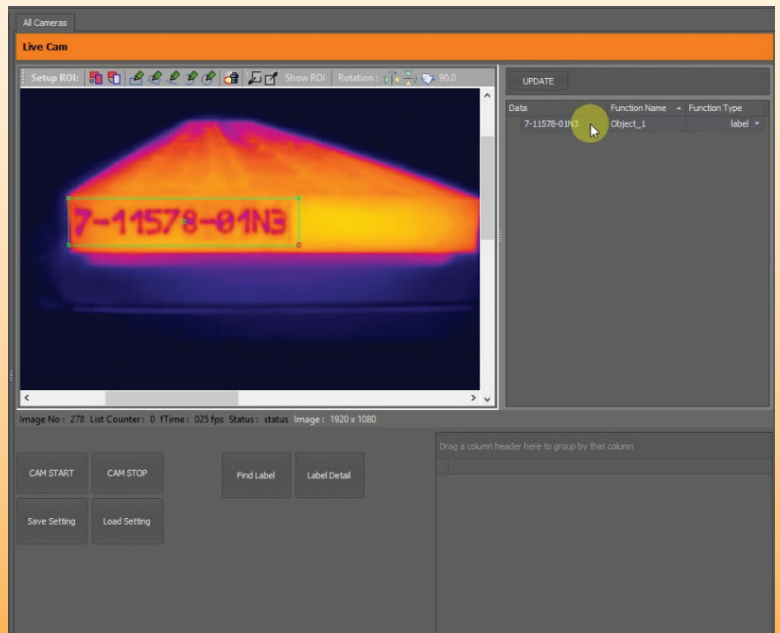 All Cameras
Live Cam
Setup ROI: Show ROI Rotation : 90.0
UPDATE
Data Function Name Function Type
7-11578-01N3 Object_1 label
7-11578-01N3
Image No : 278 List Counter : 0 fTime : 025 fps Status : status Image : 1920 x 1080
Drag a column header here to group by that column
CAM START CAM STOP Find Label Label Detail
Save Setting Load Setting